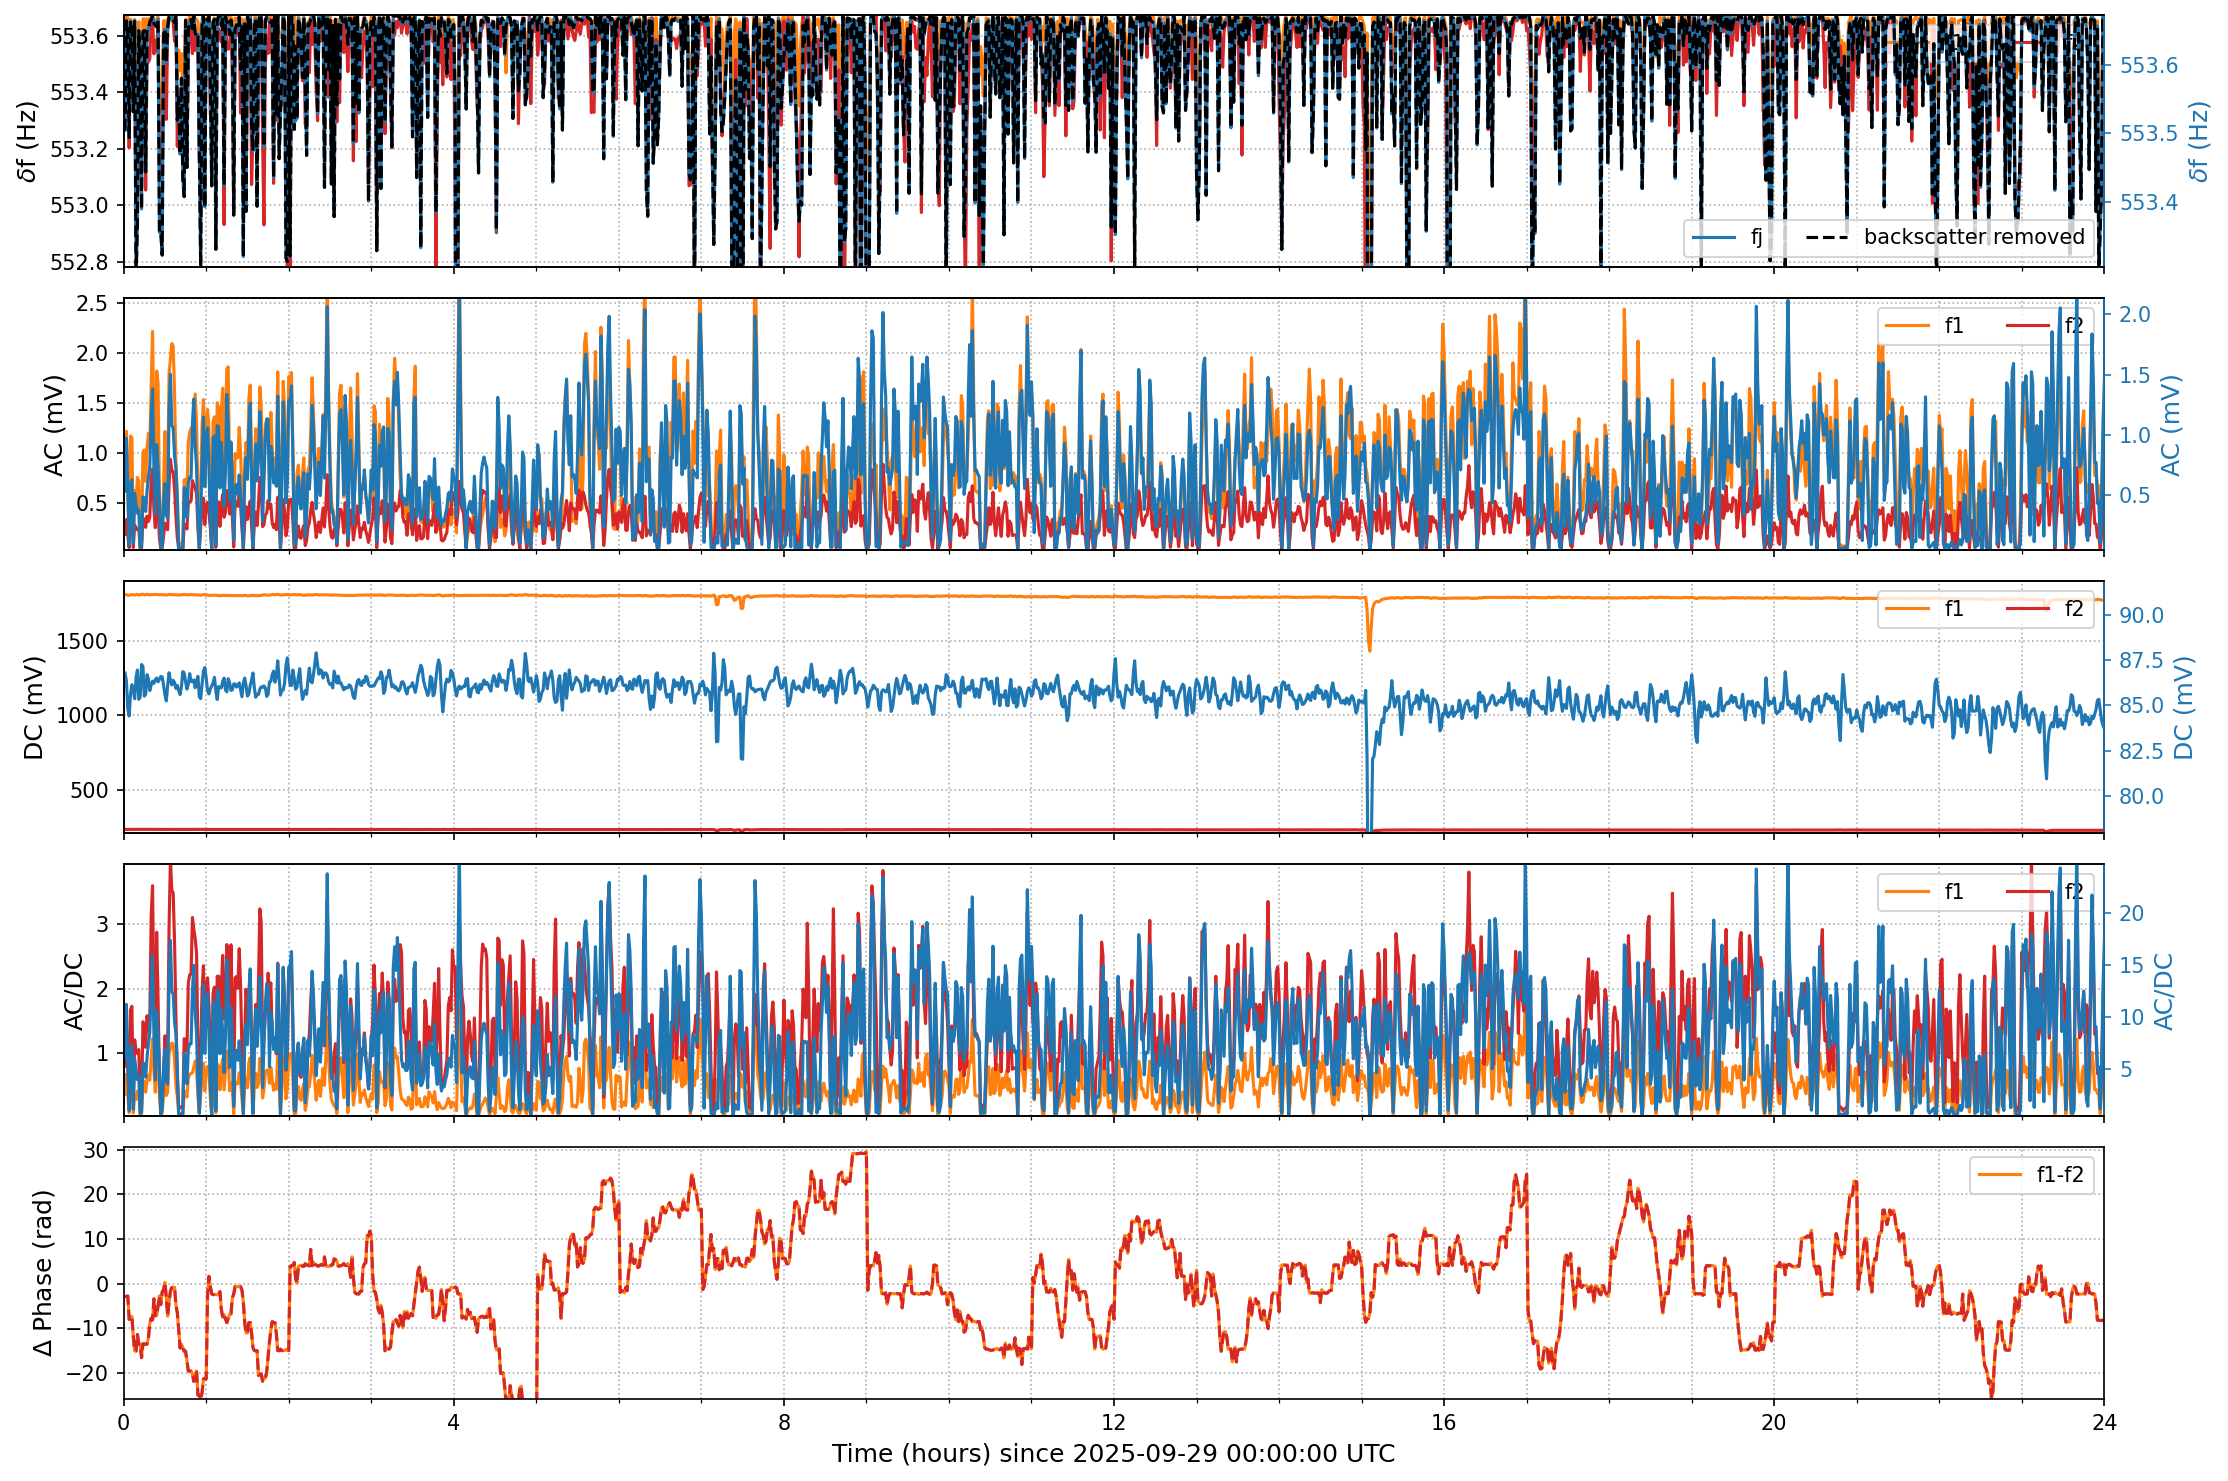 δf (Hz)
553.6
553.4
553.2
553.0
552.8
553.6
553.5
553.4
δf (Hz)
fj backscatter removed
AC (mV)
2.5
2.0
1.5
1.0
0.5
f1 f2
2.0
1.5
1.0
0.5
AC (mV)
DC (mV)
1500
1000
500
f1 f2
90.0
87.5
85.0
82.5
80.0
DC (mV)
AC/DC
3
2
1
f1 f2
20
15
10
5
AC/DC
Δ Phase (rad)
30
20
10
0
−10
−20
f1-f2
0 4 8 12 16 20 24
Time (hours) since 2025-09-29 00:00:00 UTC